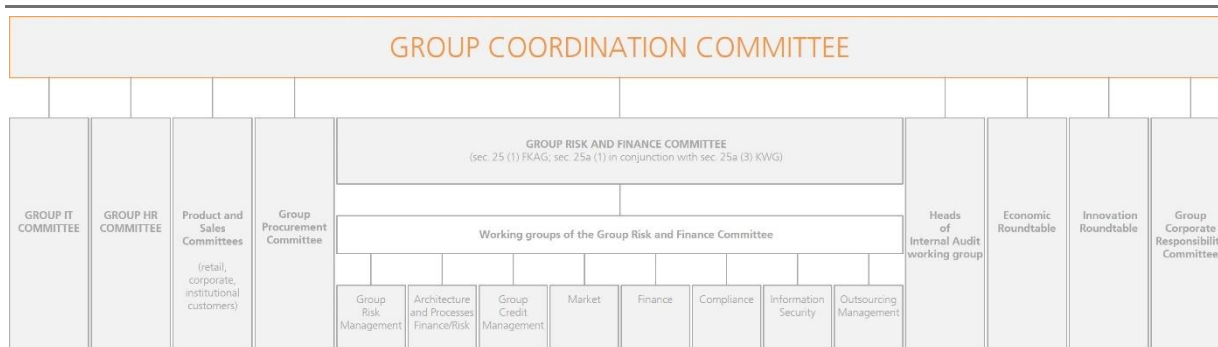 GROUP COORDINATION COMMITTEE
GROUP IT
COMMITTEE
GROUP HR
COMMITTEE
Product and
Sales
Committees
(retail,
corporate,
institutional
customers)
Group
Procurement
Committee
GROUP RISK AND FINANCE COMMITTEE
(sec. 25 (1) FKAG; sec. 25a (1) in conjunction with sec. 25a (3) KWG)
Working groups of the Group Risk and Finance Committee
Group
Risk
Management
Architecture
and Processes
Finance/Risk
Group
Credit
Management
Market
Finance
Compliance
Information
Security
Outsourcing
Management
Heads
of
Internal Audit
working group
Economic
Roundtable
Innovation
Roundtable
Group
Corporate
Responsibilit
Committee